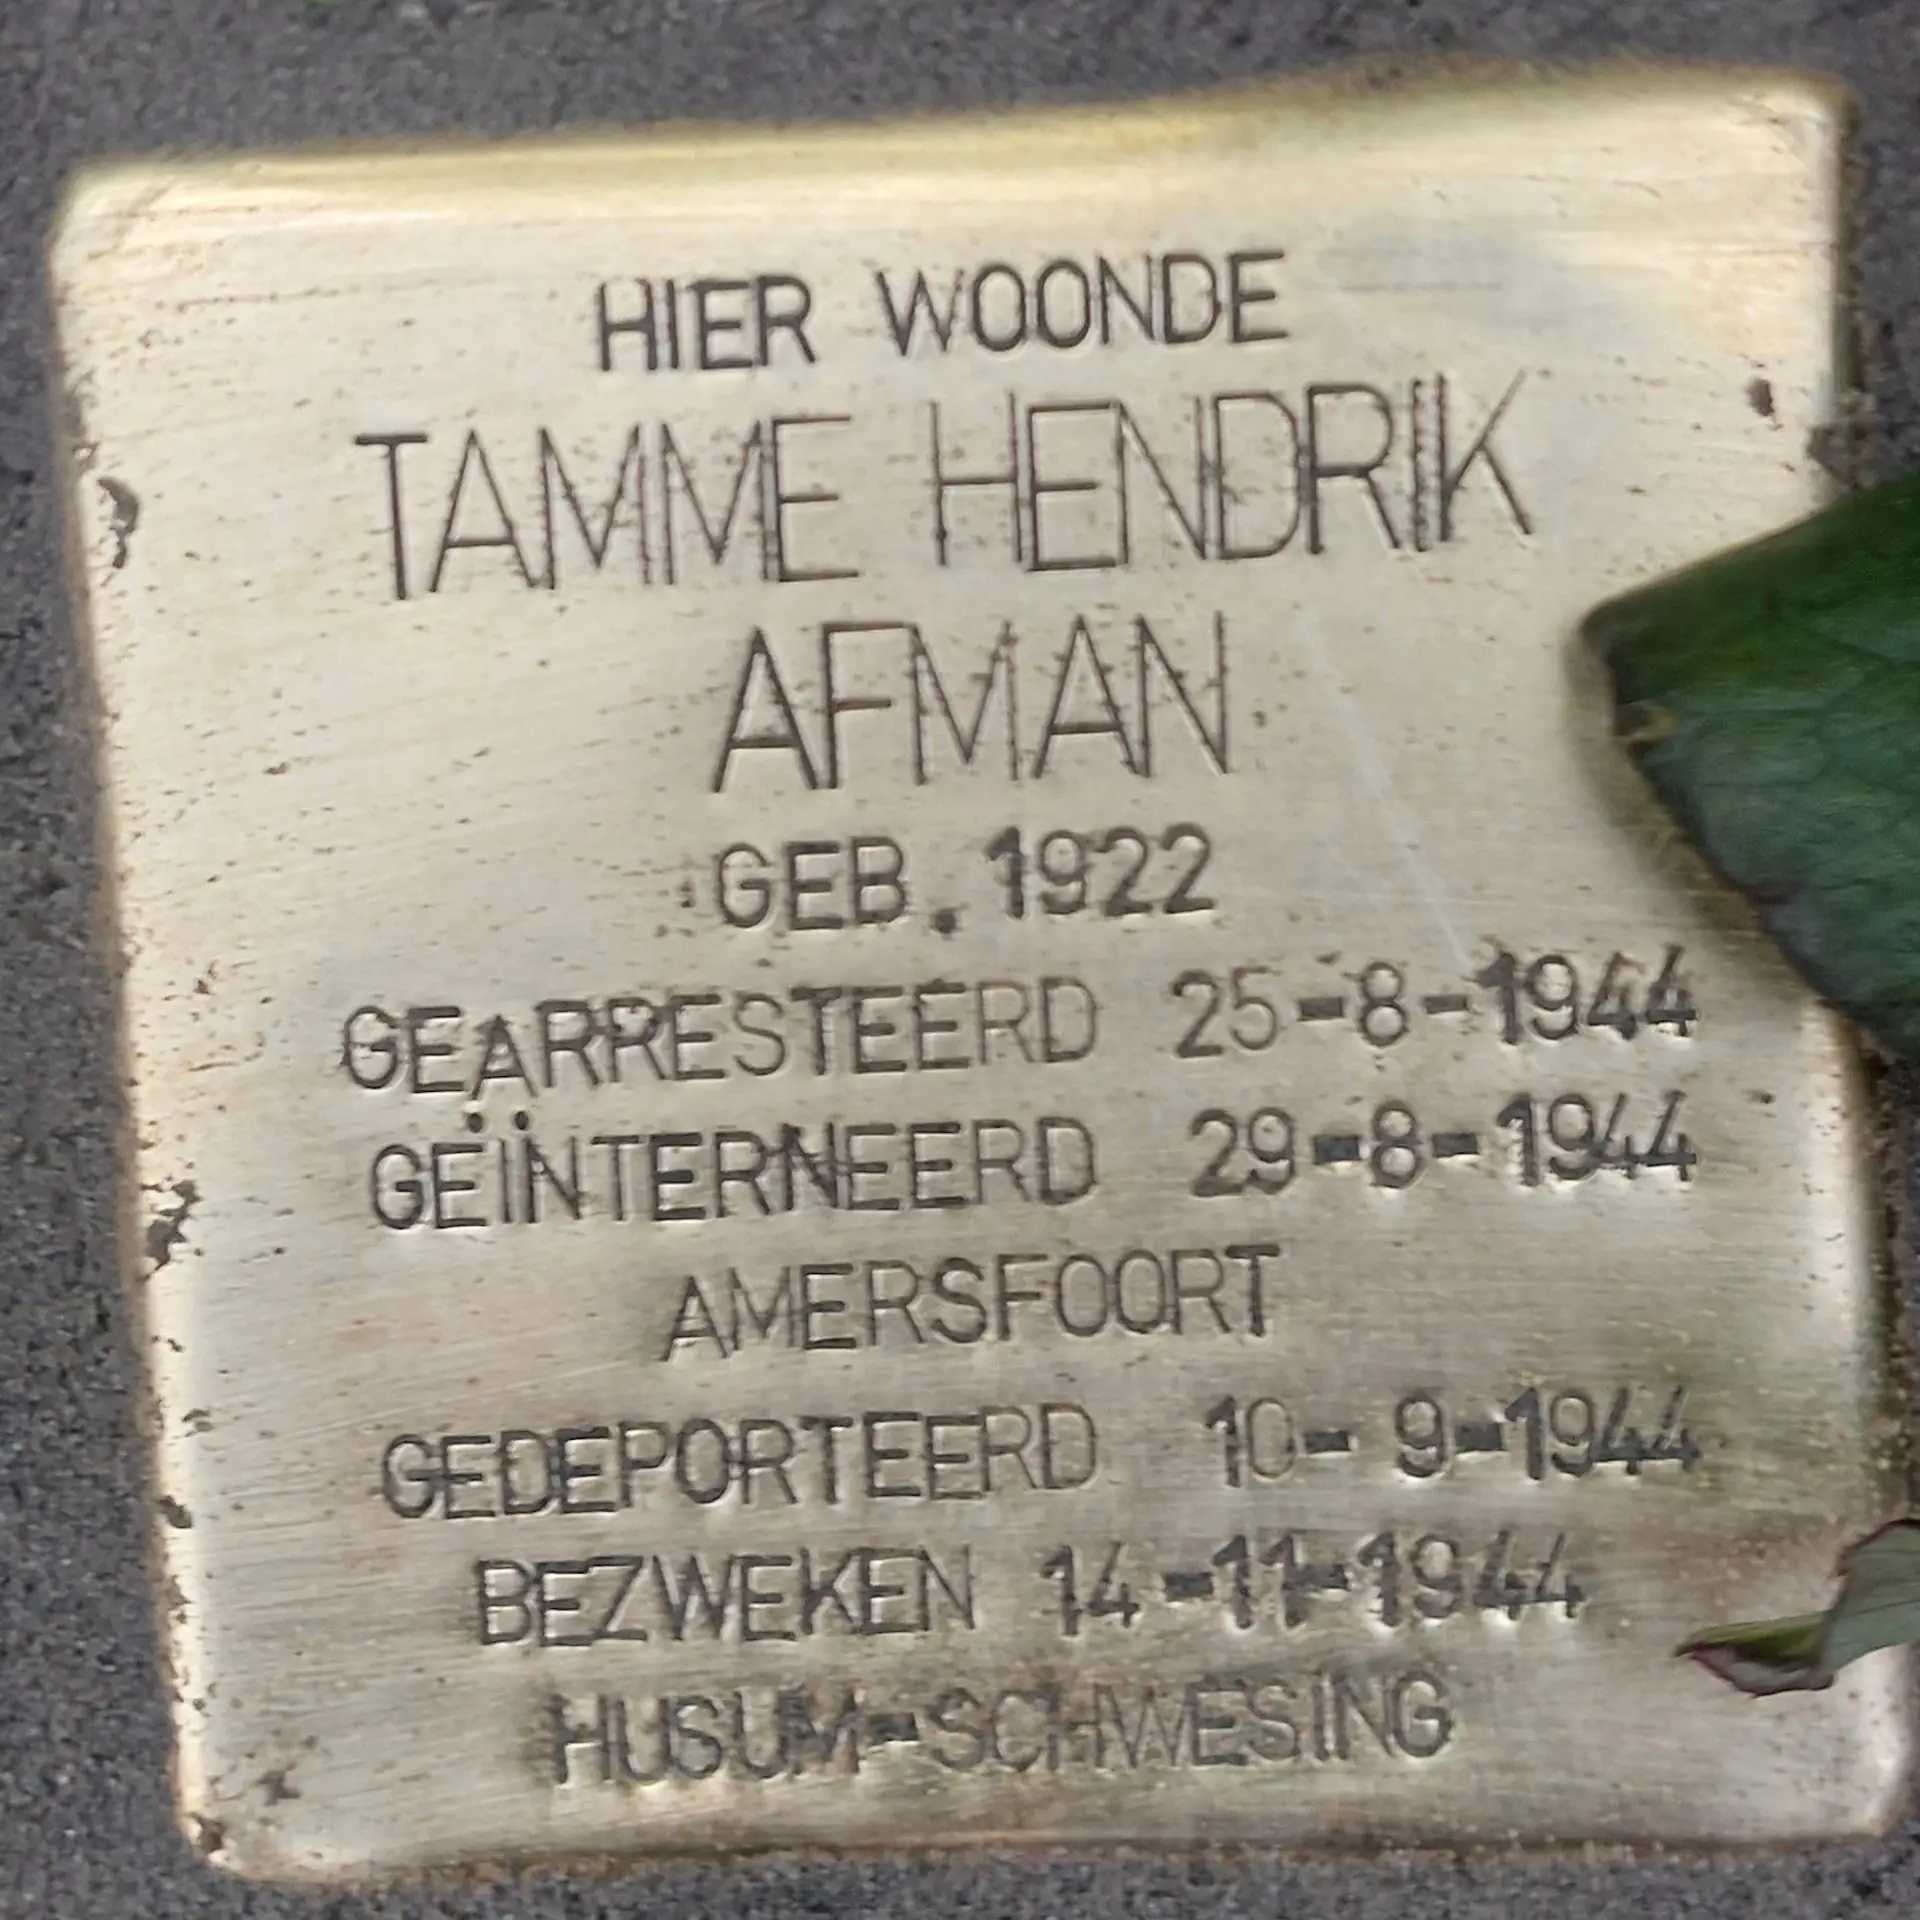 HIER WOONDE
TAMME HENDRIK
AFMAN
GEB. 1922
GEARRESTEERD 25-8-1944
GEÏNTERNEERD 29-8-1944
AMERSFOORT
GEDEPORTEERD 10- 9-1944
BEZWEKEN 14-11-1944
HUSUM-SCHWESING